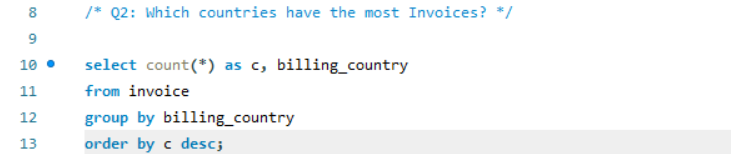 8 /* Q2: Which countries have the most Invoices? */
9
10 select count(*) as c, billing_country
11 from invoice
12 group by billing_country
13 order by c desc;